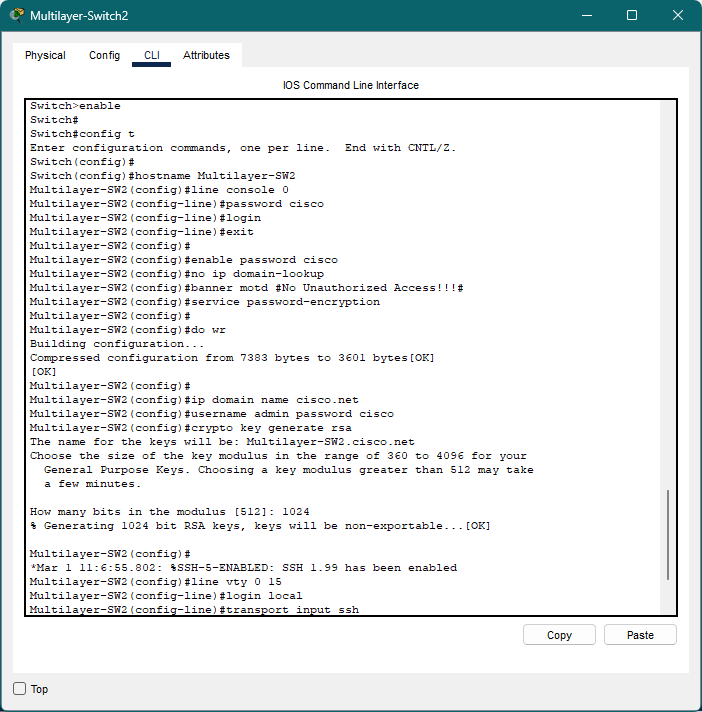 Multilayer-Switch2
Physical Config CLI Attributes
IOS Command Line Interface
Switch>enable
Switch#
Switch#config t
Enter configuration commands, one per line.  End with CNTL/Z.
Switch(config)#
Switch(config)#hostname Multilayer-SW2
Multilayer-SW2(config)#line console 0
Multilayer-SW2(config-line)#password cisco
Multilayer-SW2(config-line)#login
Multilayer-SW2(config-line)#exit
Multilayer-SW2(config)#
Multilayer-SW2(config)#enable password cisco
Multilayer-SW2(config)#no ip domain-lookup
Multilayer-SW2(config)#banner motd #No Unauthorized Access!!!#
Multilayer-SW2(config)#service password-encryption
Multilayer-SW2(config)#
Multilayer-SW2(config)#do wr
Building configuration...
Compressed configuration from 7383 bytes to 3601 bytes[OK]
[OK]
Multilayer-SW2(config)#
Multilayer-SW2(config)#ip domain name cisco.net
Multilayer-SW2(config)#username admin password cisco
Multilayer-SW2(config)#crypto key generate rsa
The name for the keys will be: Multilayer-SW2.cisco.net
Choose the size of the key modulus in the range of 360 to 4096 for your
  General Purpose Keys. Choosing a key modulus greater than 512 may take
  a few minutes.

How many bits in the modulus [512]: 1024
% Generating 1024 bit RSA keys, keys will be non-exportable...[OK]

Multilayer-SW2(config)#
*Mar 1 11:6:55.802: %SSH-5-ENABLED: SSH 1.99 has been enabled
Multilayer-SW2(config)#line vty 0 15
Multilayer-SW2(config-line)#login local
Multilayer-SW2(config-line)#transport input ssh
Copy Paste
Top